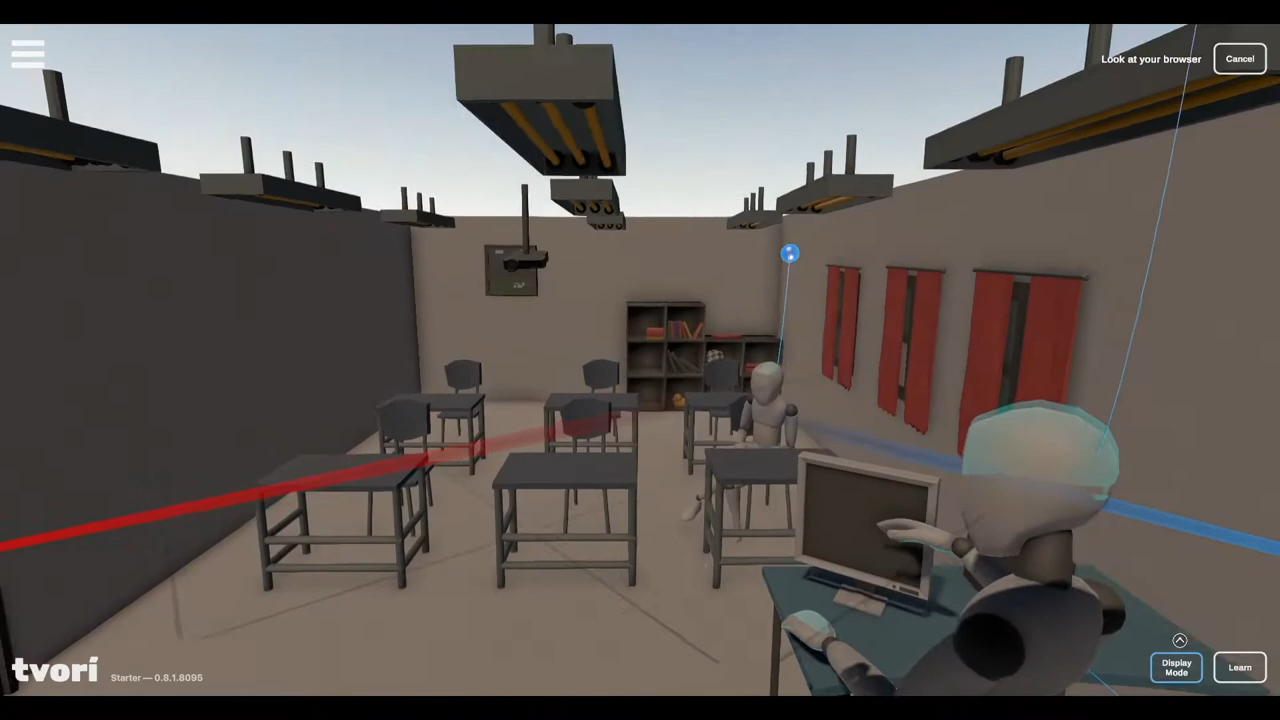 Look at your browser
Cancel
tvori
Starter — 0.8.1.8095
Display
Mode
Learn